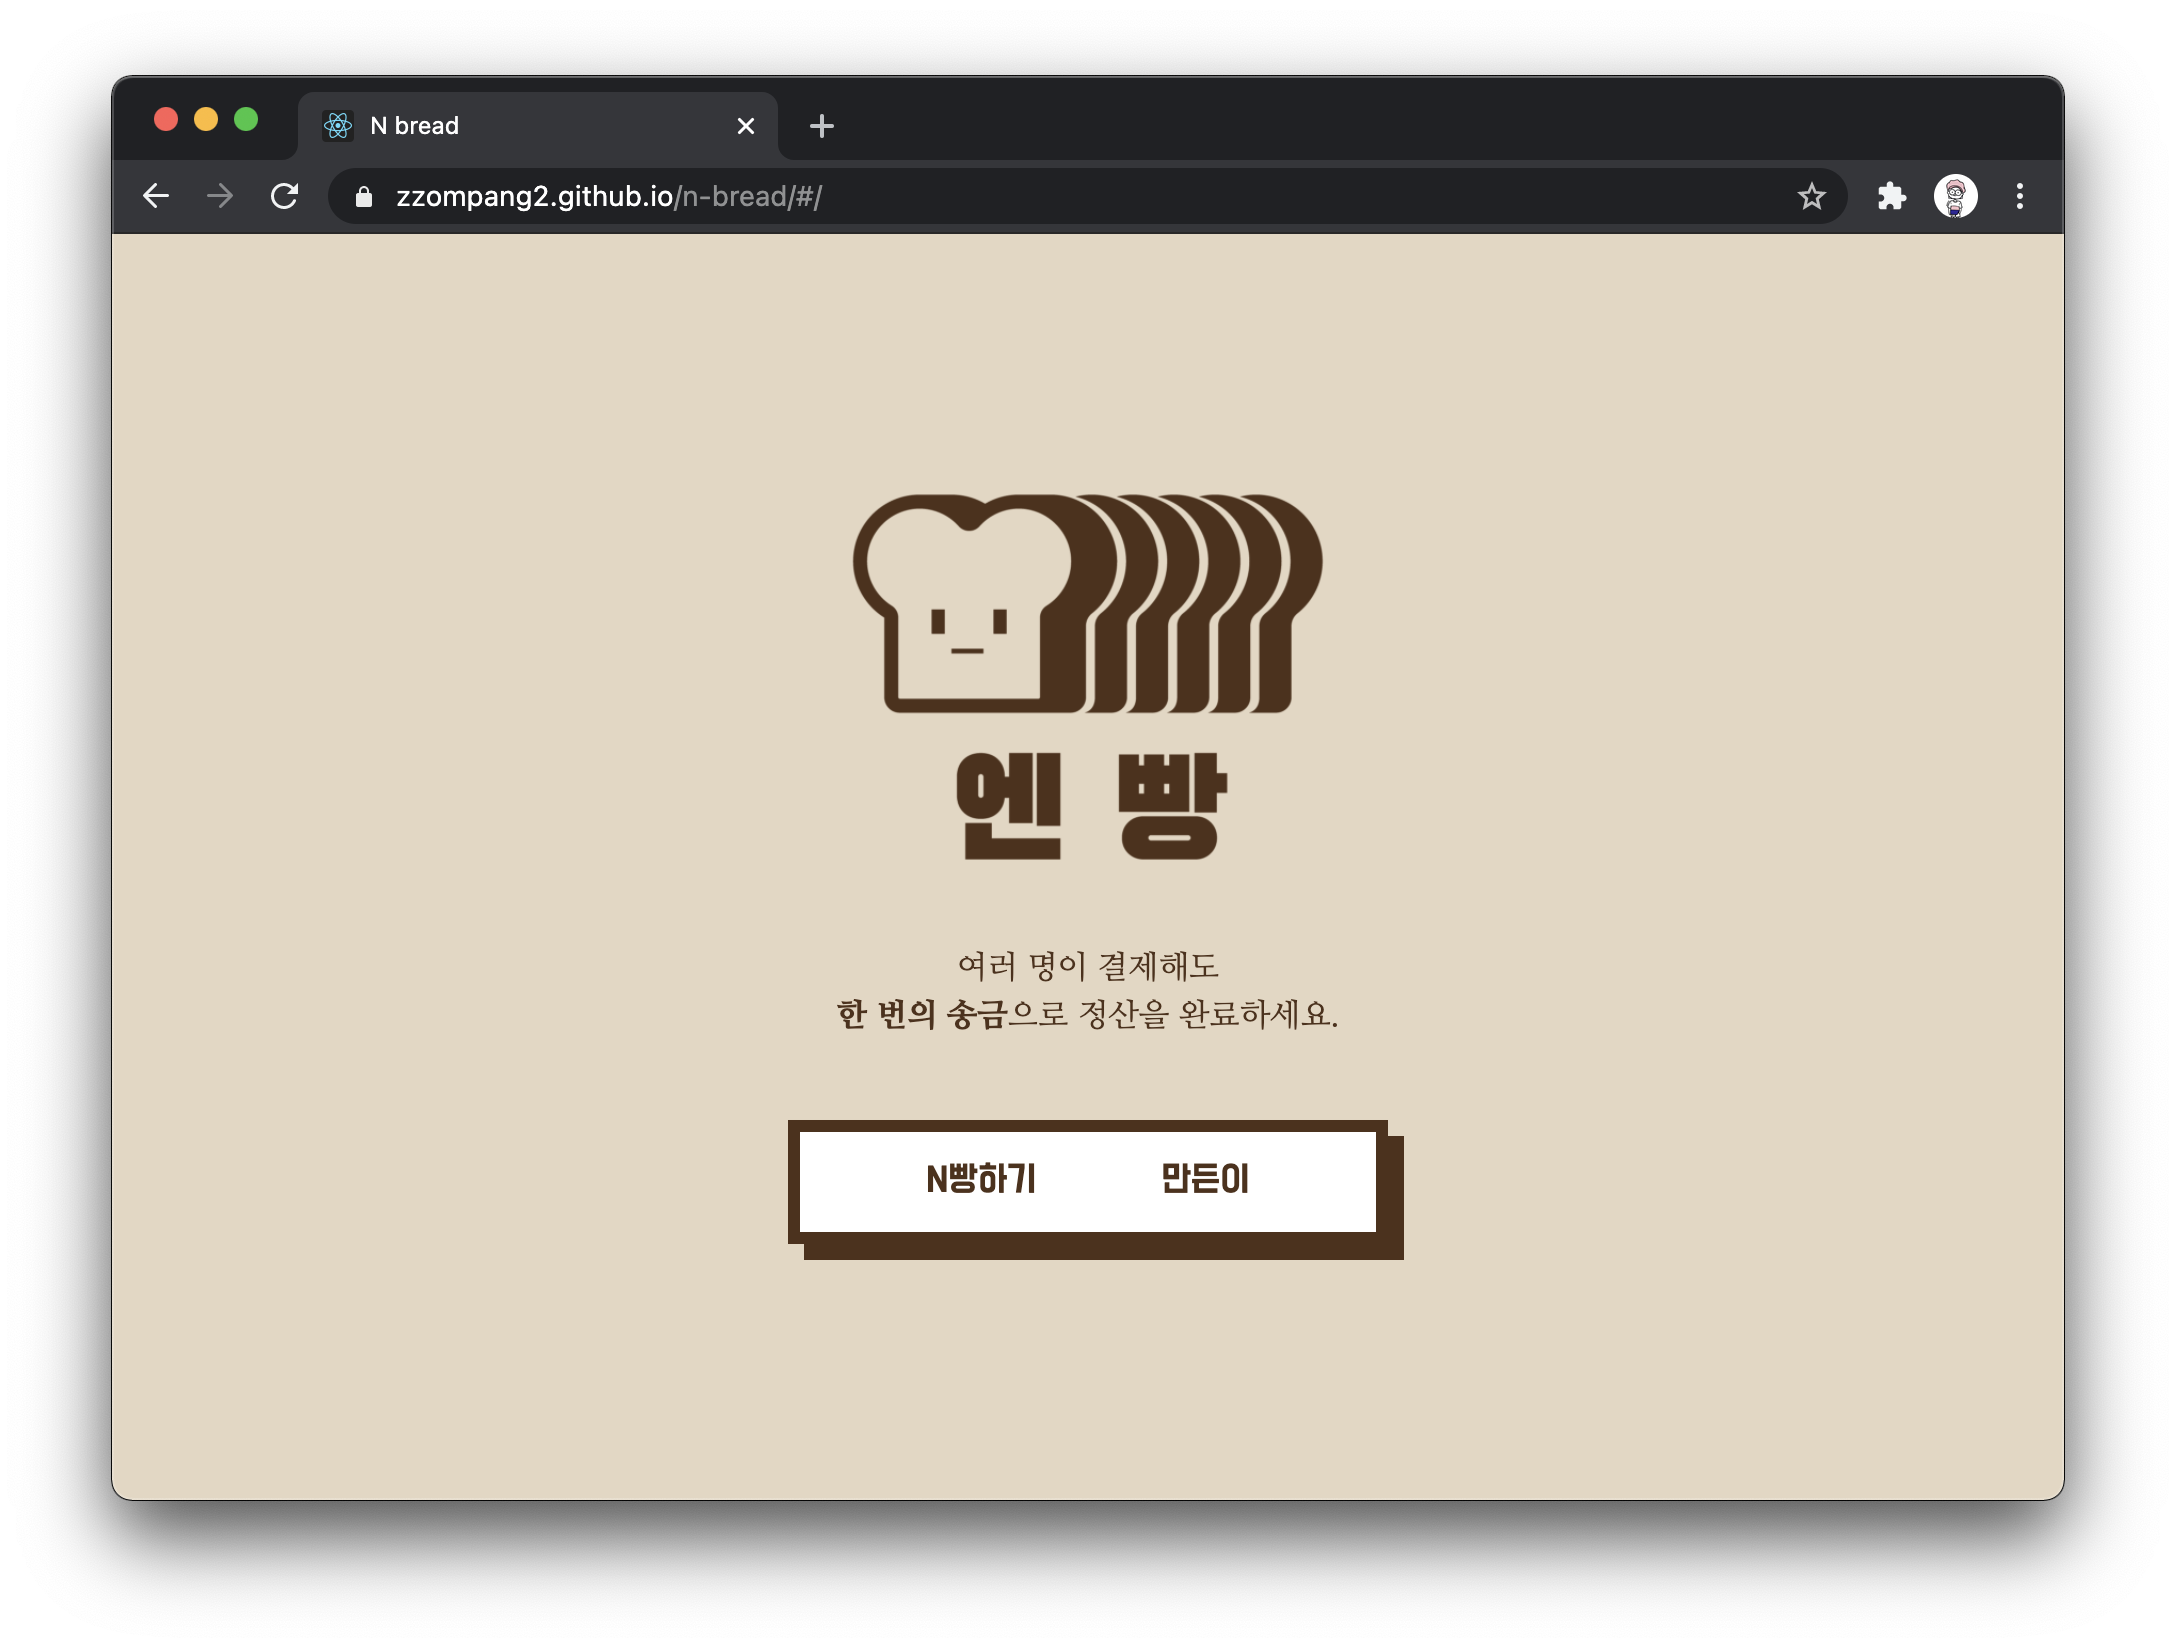 N bread
zzompang2.github.io/n-bread/#/
엔 빵
여러 명이 결제해도
한 번의 송금으로 정산을 완료하세요.
N빵하기 만든이